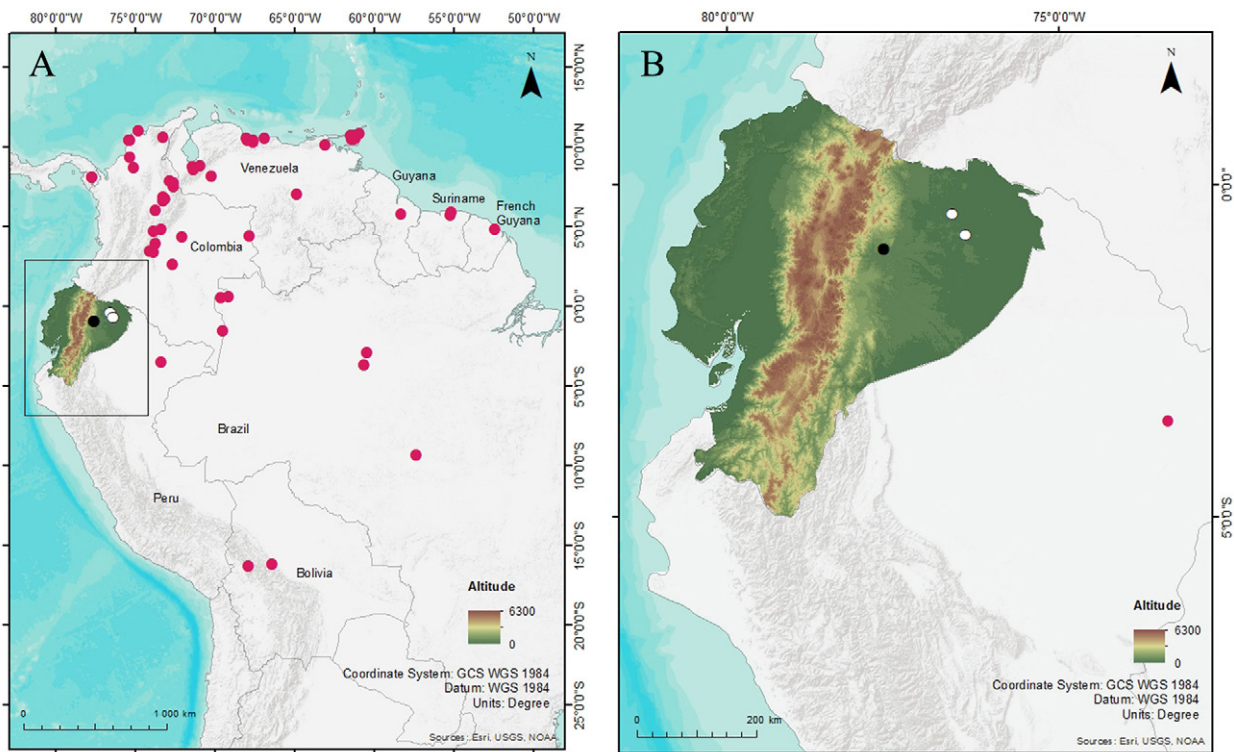 80°0'0"W 75°0'0"W 70°0'0"W 65°0'0"W 60°0'0"W 55°0'0"W 50°0'0"W
A
N
15°0'0"N
10°0'0"N
5°0'0"N
0°0'0"
5°0'0"S
10°0'0"S
15°0'0"S
20°0'0"S
25°0'0"S
Venezuela
Guyana
Suriname
French
Guyana
Colombia
Brazil
Peru
Bolivia
Altitude
6300
0
Coordinate System: GCS WGS 1984
Datum: WGS 1984
Units: Degree
0 1 000 km
Sources: Esri, USGS, NOAA
80°0'0"W 75°0'0"W
B
N
0°0'0"
5°0'0"S
Altitude
6300
0
Coordinate System: GCS WGS 1984
Datum: WGS 1984
Units: Degree
0 200 km
Sources: Esri, USGS, NOAA